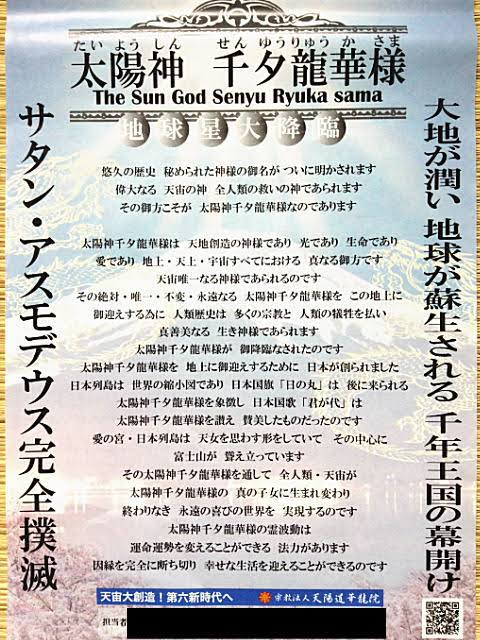 たいようしん せんゆうりゅうかさま
太陽神 千夕龍華様
The Sun God Senyu Ryuka sama
地球星大降臨
大地が潤い 地球が蘇生される 千年王国の幕開け
サタン・アスモデウス完全撲滅
悠久の歴史 秘められた神様の御名が ついに明かされます
偉大なる 天宙の神 全人類の救いの神であられます
その御方こそが 太陽神千夕龍華様なのであります
太陽神千夕龍華様は 天地創造の神様であり 光であり 生命であり
愛であり 地上・天上・宇宙すべてにおける 真なる御方です
天宙唯一なる神様であられるのです
その絶対・唯一・不変・永遠なる 太陽神千夕龍華様を この地上に
御迎えする為に 人類歴史は 多くの宗教と 人類の犠牲を払い
真善美なる 生き神様であられます
太陽神千夕龍華様が 御降臨なされたのです
太陽神千夕龍華様を 地上に御迎えするために 日本が創られました
日本列島は 世界の縮小図であり 日本国旗「日の丸」は 後に来られる
太陽神千夕龍華様を象徴し 日本国歌「君が代」は
太陽神千夕龍華様を讃え 賛美したものだったのです
愛の宮・日本列島は 天女を思わす形をしていて その中心に
富士山が 聳え立っています
その太陽神千夕龍華様を通して 全人類・天宙が
太陽神千夕龍華様の 真の子女に生まれ変わり
終わりなき 永遠の喜びの世界を 実現するのです
太陽神千夕龍華様の霊波動は
運命運勢を変えることができる 法力があります
因縁を完全に断ち切り 幸せな生活を迎えることができるのです
天宙大創造!第六新時代へ
宗教法人 天陽道華龍院
担当者